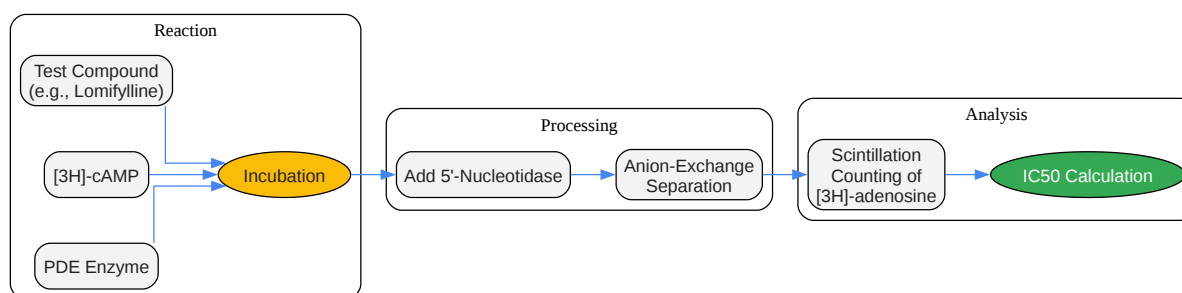 Reaction
Test Compound
(e.g., Lomifylline)
[3H]-cAMP
PDE Enzyme
Incubation
Processing
Add 5'-Nucleotidase
Anion-Exchange
Separation
Analysis
Scintillation
Counting of
[3H]-adenosine
IC50 Calculation